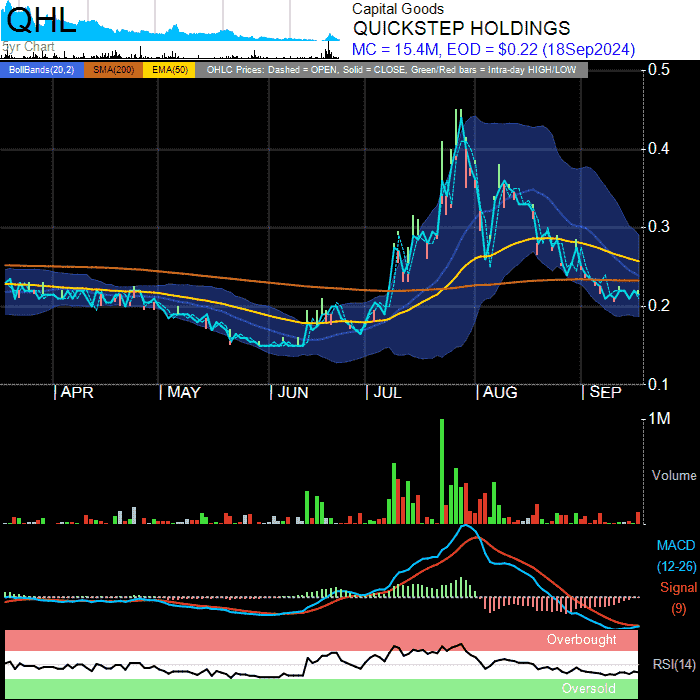 QHL
5yr Chart
Capital Goods
QUICKSTEP HOLDINGS
MC = 15.4M, EOD = $0.22 (18Sep2024)
BollBands(20,2) SMA(200) EMA(50) OHLC Prices: Dashed = OPEN, Solid = CLOSE, Green/Red bars = Intra-day HIGH/LOW
0.5
0.4
0.3
0.2
0.1
APR MAY JUN JUL AUG SEP
1M
Volume
MACD
(12-26)
Signal
(9)
Overbought
RSI(14)
Oversold